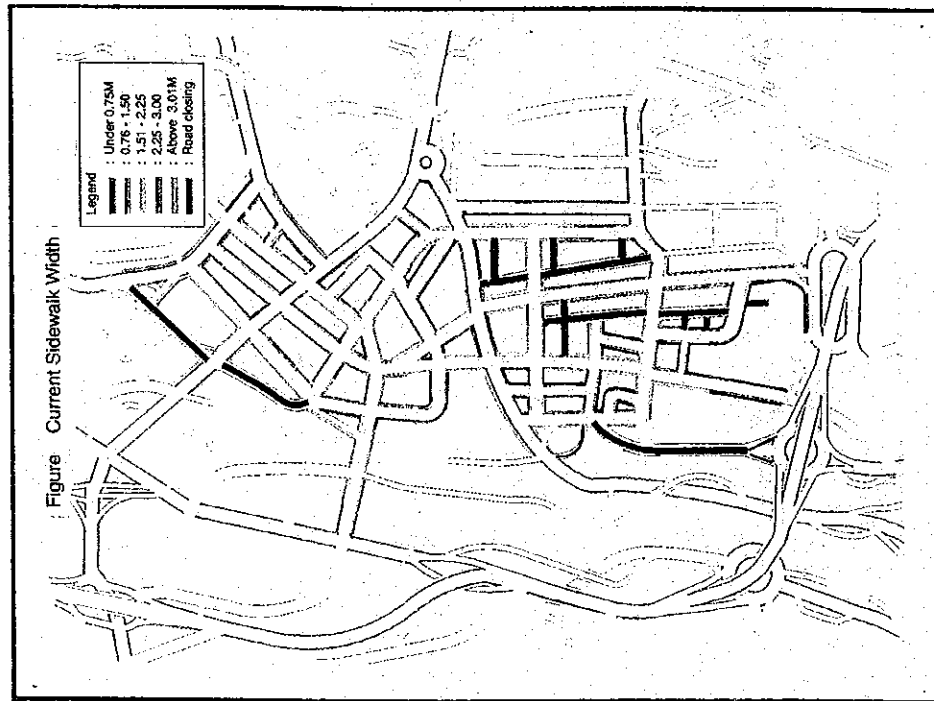 Figure Current Sidewalk Width
Legend
: Under 0.75M
: 0.76 - 1.50
: 1.51 - 2.25
: 2.25 - 3.00
: Above 3.01M
: Road closing